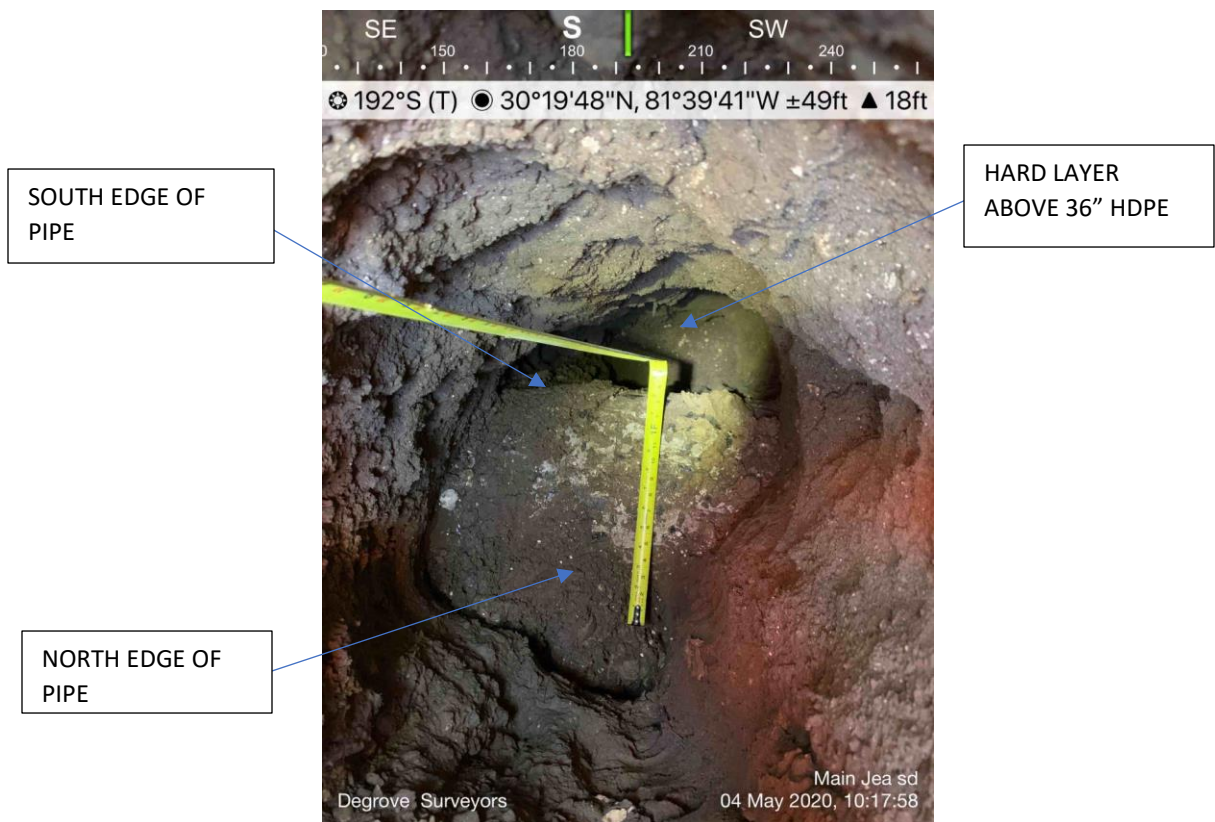 SE S SW
150 180 210 240
192°S (T) 30°19'48"N, 81°39'41"W ±49ft ▲ 18ft
SOUTH EDGE OF
PIPE
HARD LAYER
ABOVE 36” HDPE
NORTH EDGE OF
PIPE
Main Jea sd
Degrove Surveyors 04 May 2020, 10:17:58